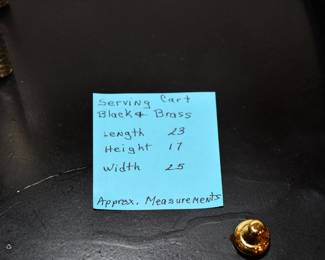 Serving Cart
Black & Brass
Length 23
Height 17
Width 25
Approx. Measurements